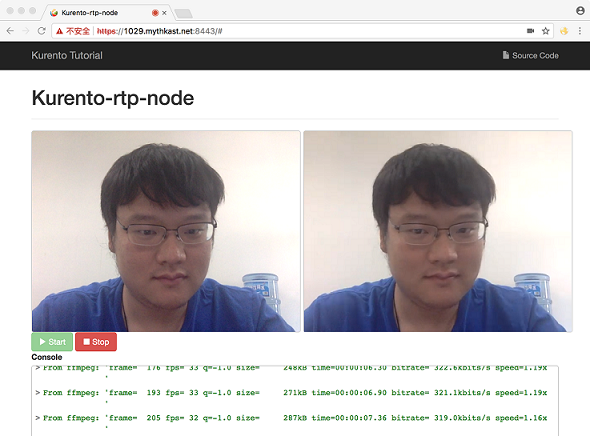 Kurento-rtp-node
不安全 https://1029.mythkast.net:8443/#
Kurento Tutorial
Source Code
Kurento-rtp-node
Start
Stop
Console
> From ffmpeg: 'frame= 176 fps= 33 q=-1.0 size= 248kB time=00:00:06.30 bitrate= 322.6kbits/s speed=1.19x
'
> From ffmpeg: 'frame= 193 fps= 33 q=-1.0 size= 271kB time=00:00:06.90 bitrate= 321.1kbits/s speed=1.19x
'
> From ffmpeg: 'frame= 205 fps= 32 q=-1.0 size= 287kB time=00:00:07.36 bitrate= 319.0kbits/s speed=1.16x
'